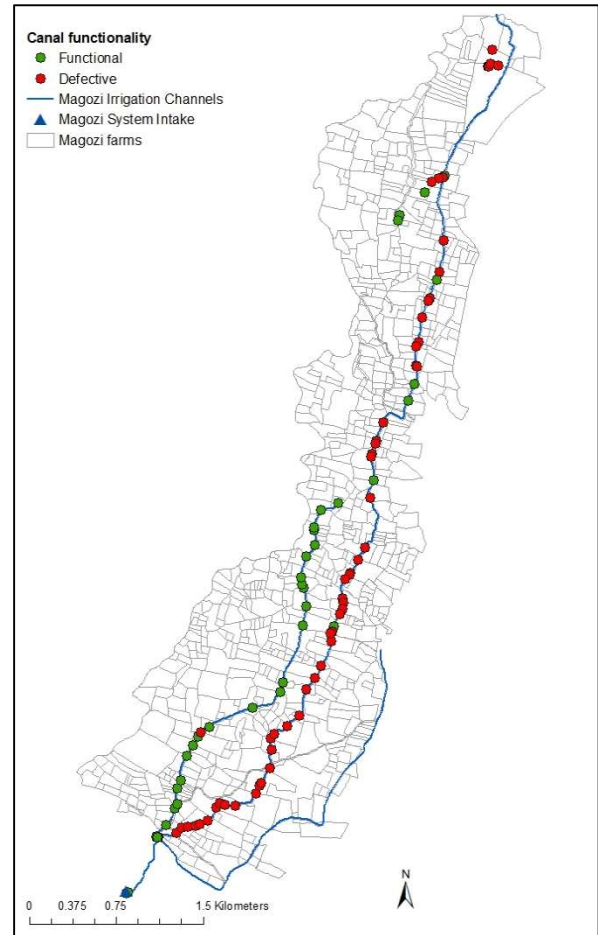 Canal functionality
Functional
Defective
Magozi Irrigation Channels
Magozi System Intake
Magozi farms
N
0 0.375 0.75 1.5 Kilometers